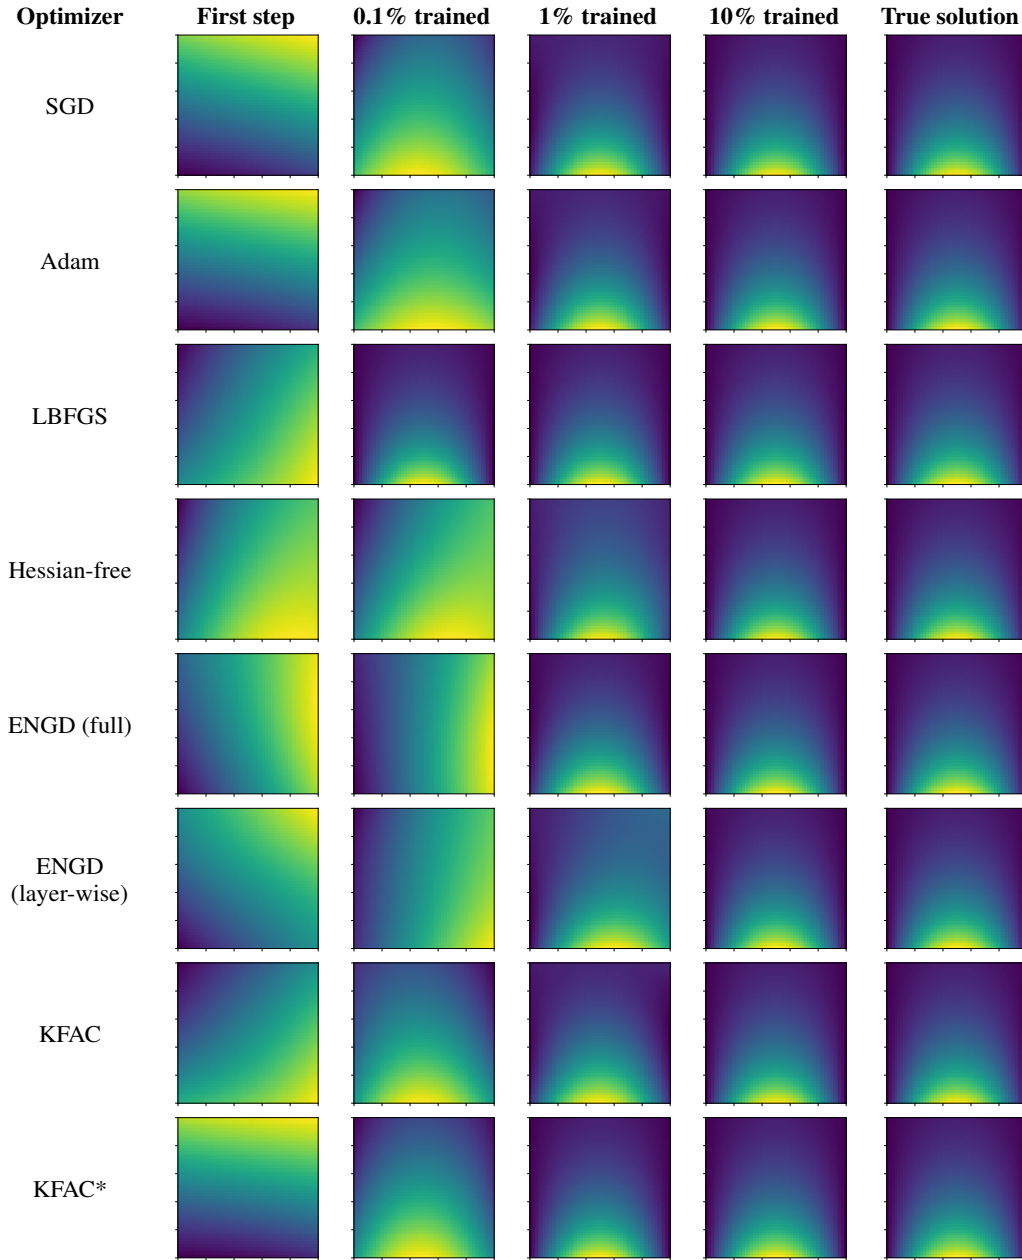 Optimizer First step 0.1% trained 1% trained 10% trained True solution
SGD
Adam
LBFGS
Hessian-free
ENGD (full)
ENGD
(layer-wise)
KFAC
KFAC*